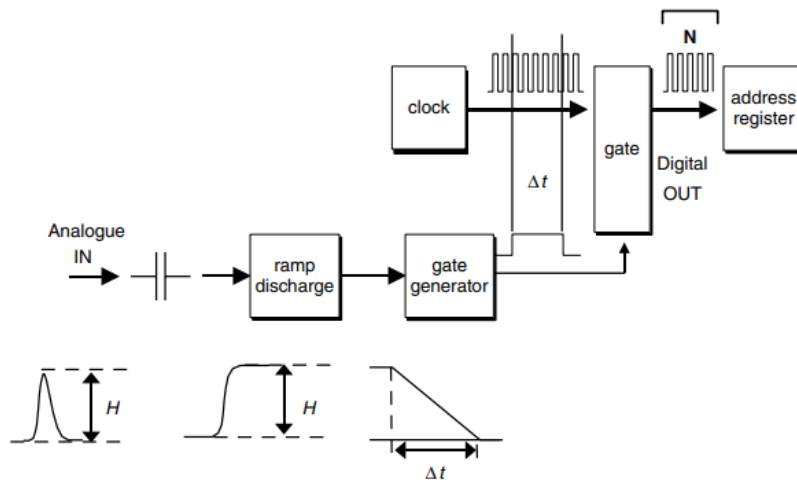 N
clock
address
register
gate
Δt
Digital
OUT
Analogue
IN
ramp
discharge
gate
generator
H
H
Δt